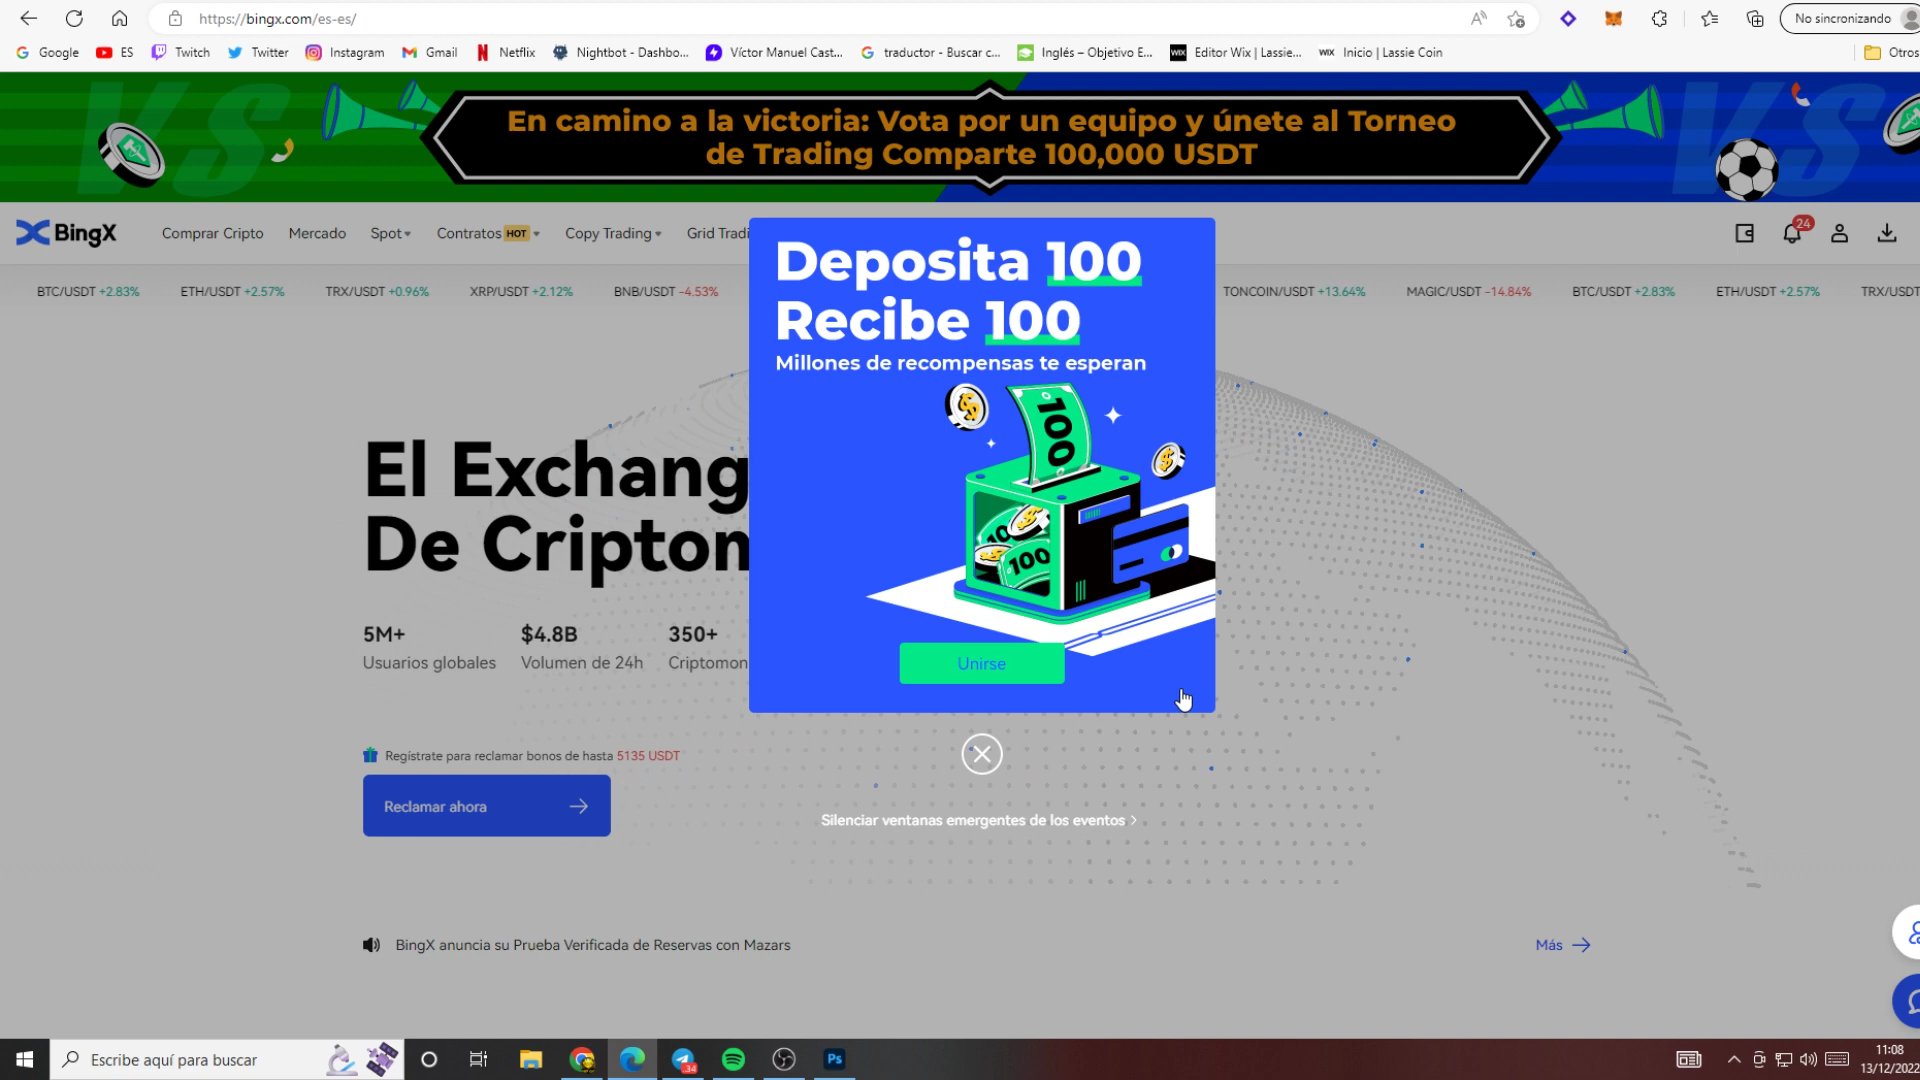 https://bingx.com/es-es/
No sincronizando
Google
ES
Twitch
Twitter
Instagram
Gmail
Netflix
Nightbot - Dashbo...
Víctor Manuel Cast...
traductor - Buscar c...
Inglés – Objetivo E...
Editor Wix | Lassie...
Inicio | Lassie Coin
Otros
VS
En camino a la victoria: Vota por un equipo y únete al Torneo
de Trading Comparte 100,000 USDT
VS
BingX
Comprar Cripto
Mercado
Spot
Contratos HOT
Copy Trading
Grid Tradi
24
BTC/USDT +2.83%
ETH/USDT +2.57%
TRX/USDT +0.96%
XRP/USDT +2.12%
BNB/USDT -4.53%
TONCOIN/USDT +13.64%
MAGIC/USDT -14.84%
BTC/USDT +2.83%
ETH/USDT +2.57%
TRX/USDT
Deposita 100
Recibe 100
Millones de recompensas te esperan
100
100
100
Unirse
Silenciar ventanas emergentes de los eventos >
El Exchang
De Cripton
5M+
Usuarios globales
$4.8B
Volumen de 24h
350+
Criptomon
Regístrate para reclamar bonos de hasta 5135 USDT
Reclamar ahora
BingX anuncia su Prueba Verificada de Reservas con Mazars
Más
Escribe aquí para buscar
34
Ps
11:08
13/12/2022